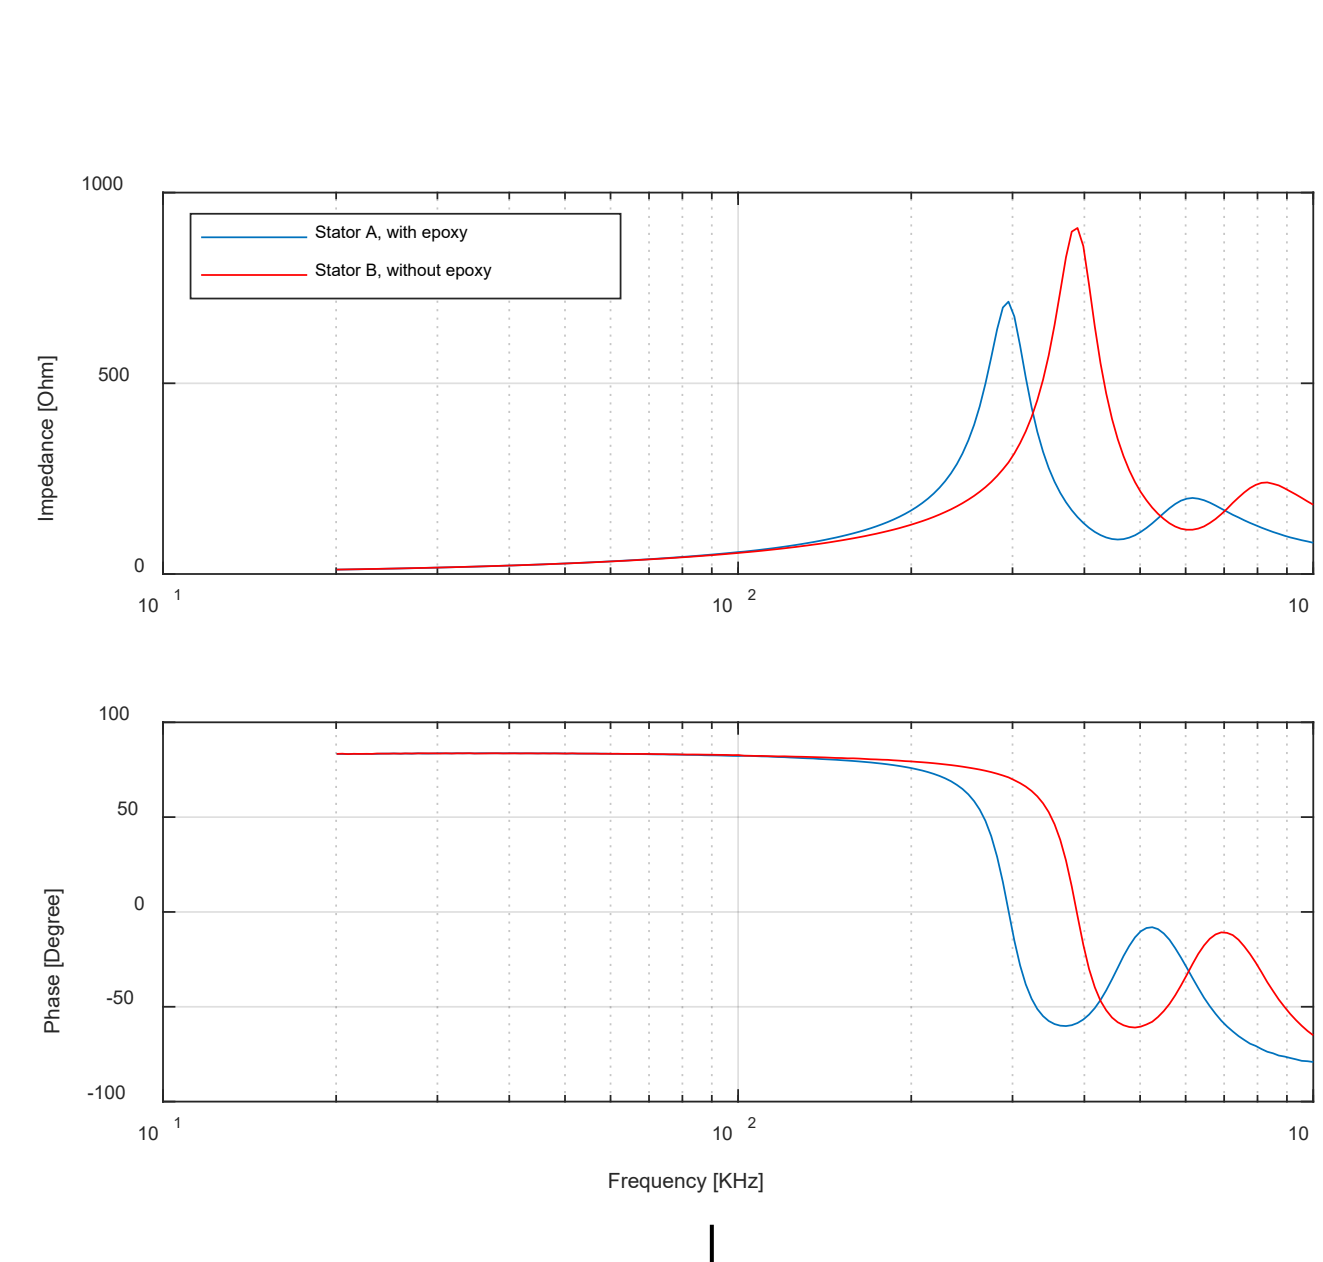 1000
Stator A, with epoxy
Stator B, without epoxy
500
Impedance [Ohm]
0
10 1
10 2
10
100
50
0
Phase [Degree]
-50
-100
10 1
10 2
10
Frequency [KHz]